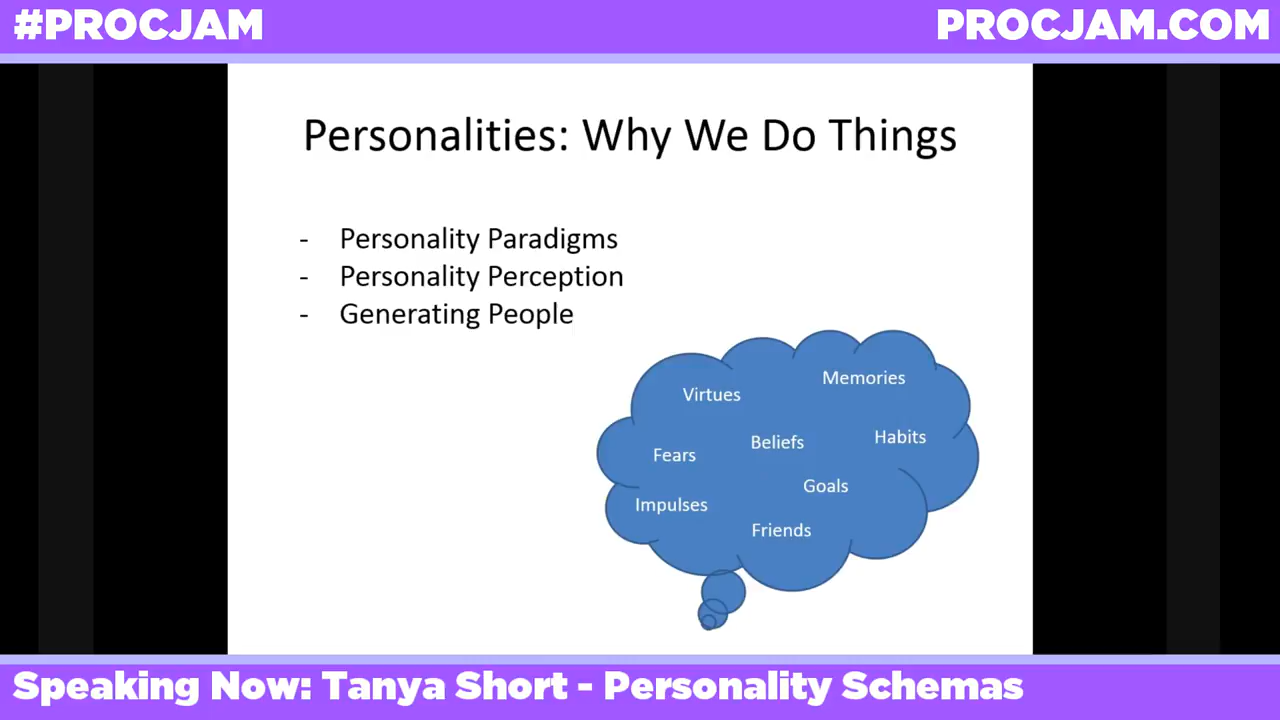 #PROCJAM
PROCJAM.COM
Personalities: Why We Do Things
- Personality Paradigms
- Personality Perception
- Generating People
Virtues
Memories
Fears
Beliefs
Habits
Goals
Impulses
Friends
Speaking Now: Tanya Short - Personality Schemas